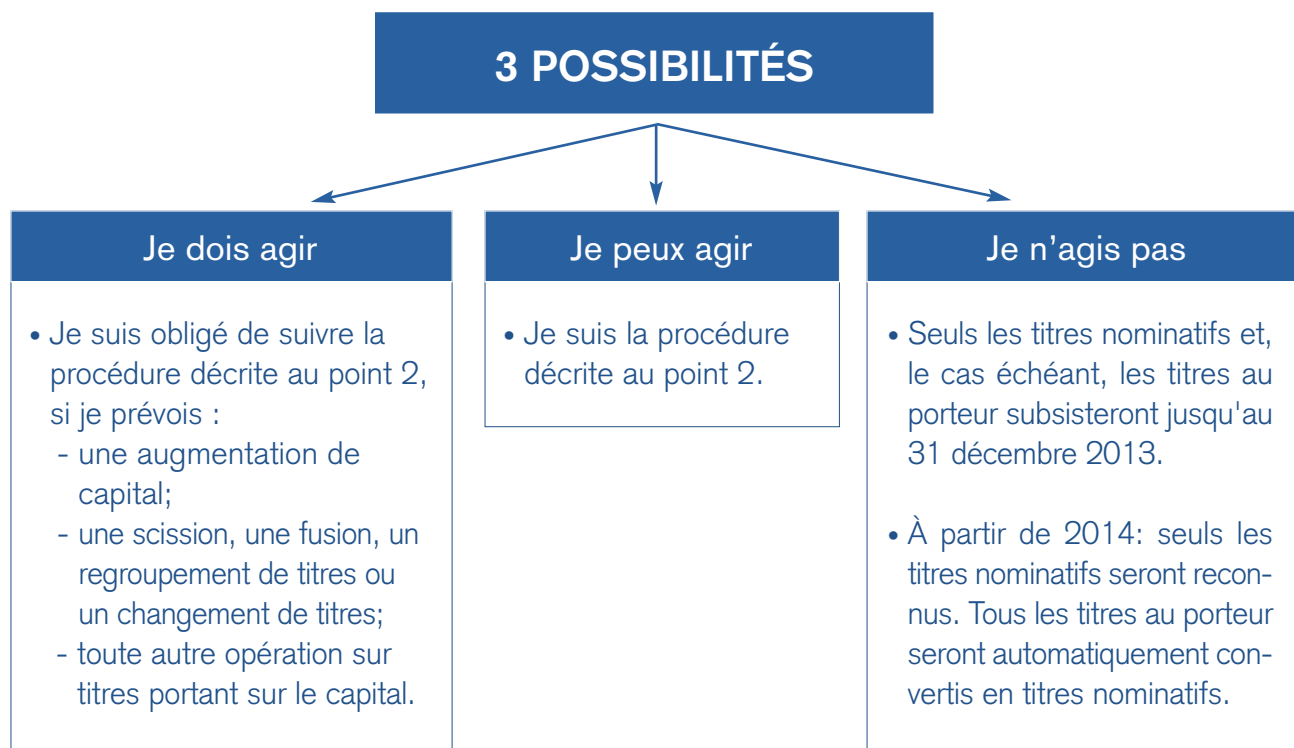 3 POSSIBILITÉS
Je dois agir
• Je suis obligé de suivre la
procédure décrite au point 2,
si je prévois :
- une augmentation de
capital;
- une scission, une fusion, un
regroupement de titres ou
un changement de titres;
- toute autre opération sur
titres portant sur le capital.
Je peux agir
• Je suis la procédure
décrite au point 2.
Je n’agis pas
• Seuls les titres nominatifs et,
le cas échéant, les titres au
porteur subsisteront jusqu'au
31 décembre 2013.
• À partir de 2014: seuls les
titres nominatifs seront recon-
nus. Tous les titres au porteur
seront automatiquement con-
vertis en titres nominatifs.